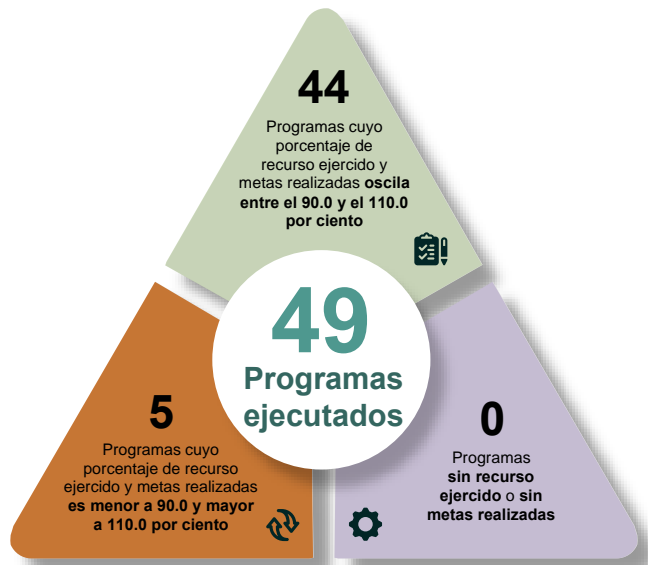 44
Programas cuyo
porcentaje de
recurso ejercido y
metas realizadas oscila
entre el 90.0 y el 110.0
por ciento
49
Programas
ejecutados
5
Programas cuyo
porcentaje de recurso
ejercido y metas realizadas
es menor a 90.0 y mayor
a 110.0 por ciento
0
Programas
sin recurso
ejercido o sin
metas realizadas